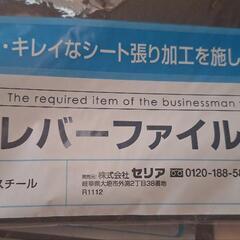 ・キレイなシート張り加工を施し
The required item of the businessman
レバーファイル
スチール
発売元: 株式会社 セリア 0120-188-58
岐阜県大垣市外渕2丁目38番地
R1112